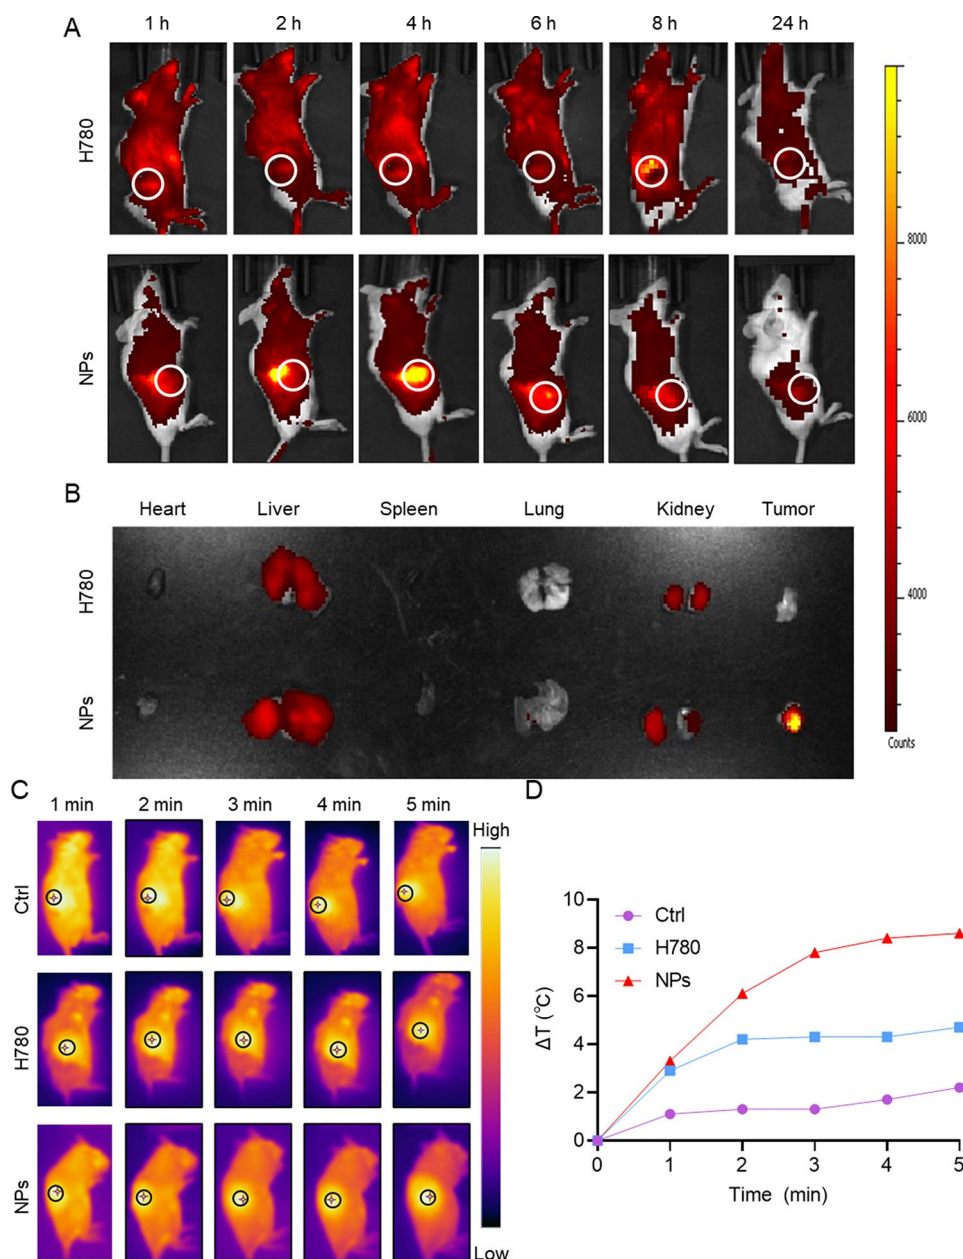 A
1 h 2 h 4 h 6 h 8 h 24 h
H780
NPs
8000
6000
4000
Counts
B
Heart Liver Spleen Lung Kidney Tumor
H780
NPs
C
1 min 2 min 3 min 4 min 5 min
Ctrl
H780
NPs
High
Low
D
10
8
6
4
2
0
ΔT (℃)
Ctrl
H780
NPs
0 1 2 3 4 5
Time (min)